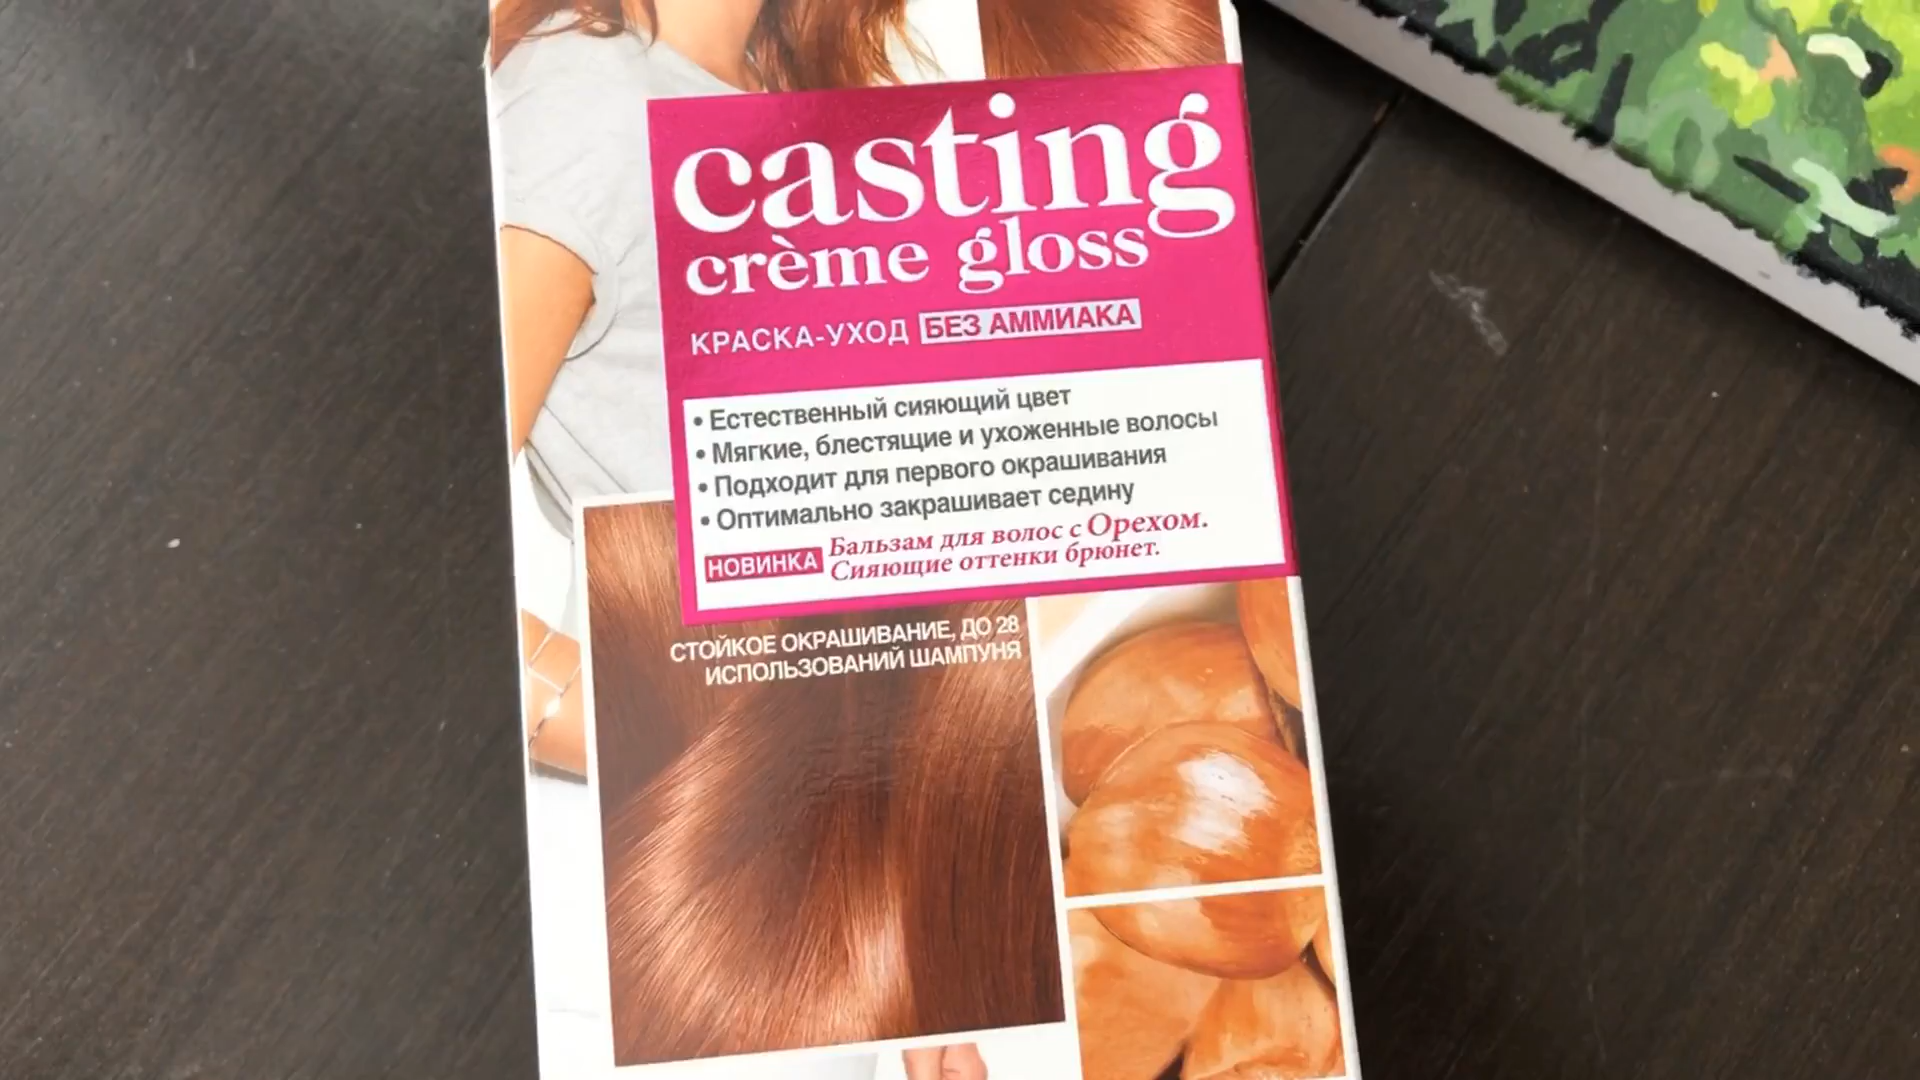 casting
crème gloss
КРАСКА-УХОД БЕЗ АММИАКА
• Естественный сияющий цвет
• Мягкие, блестящие и ухоженные волосы
• Подходит для первого окрашивания
• Оптимально закрашивает седину
НОВИНКА Бальзам для волос с Орехом.
Сияющие оттенки брюнет.
СТОЙКОЕ ОКРАШИВАНИЕ, ДО 28
ИСПОЛЬЗОВАНИЙ ШАМПУНЯ